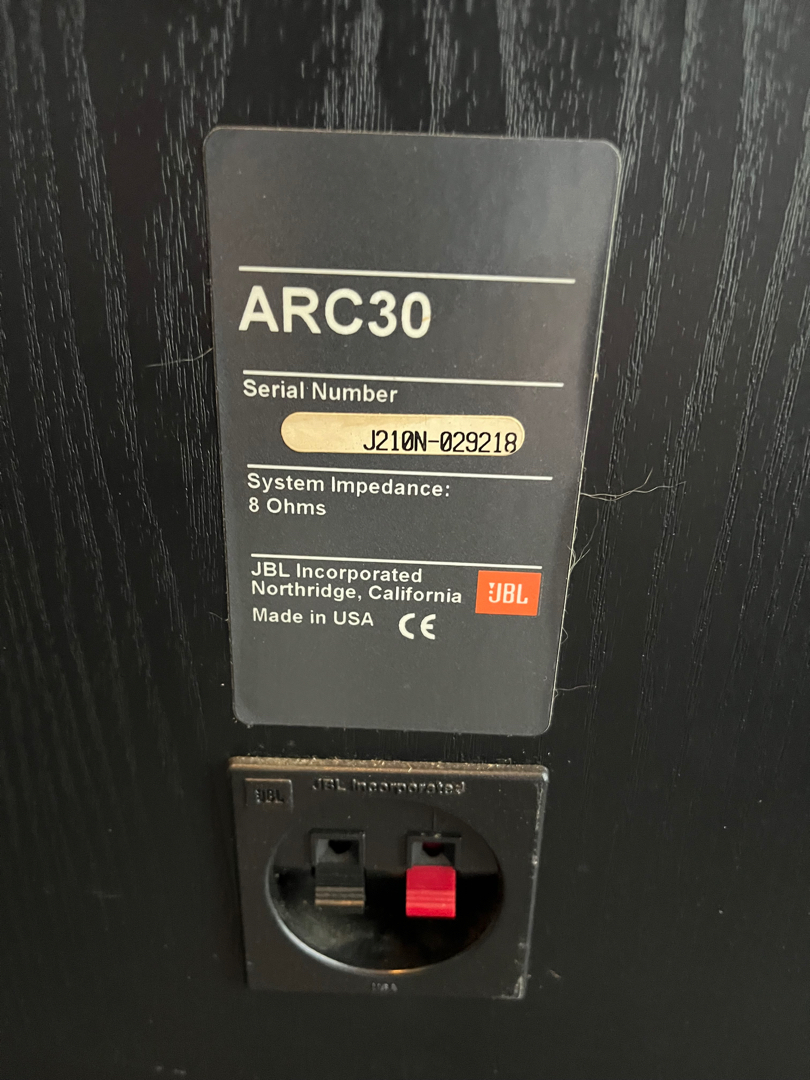 ARC30
Serial Number
J210N-029218
System Impedance:
8 Ohms
JBL Incorporated
Northridge, California
JBL
Made in USA CE
JBL
JBL Incorporated